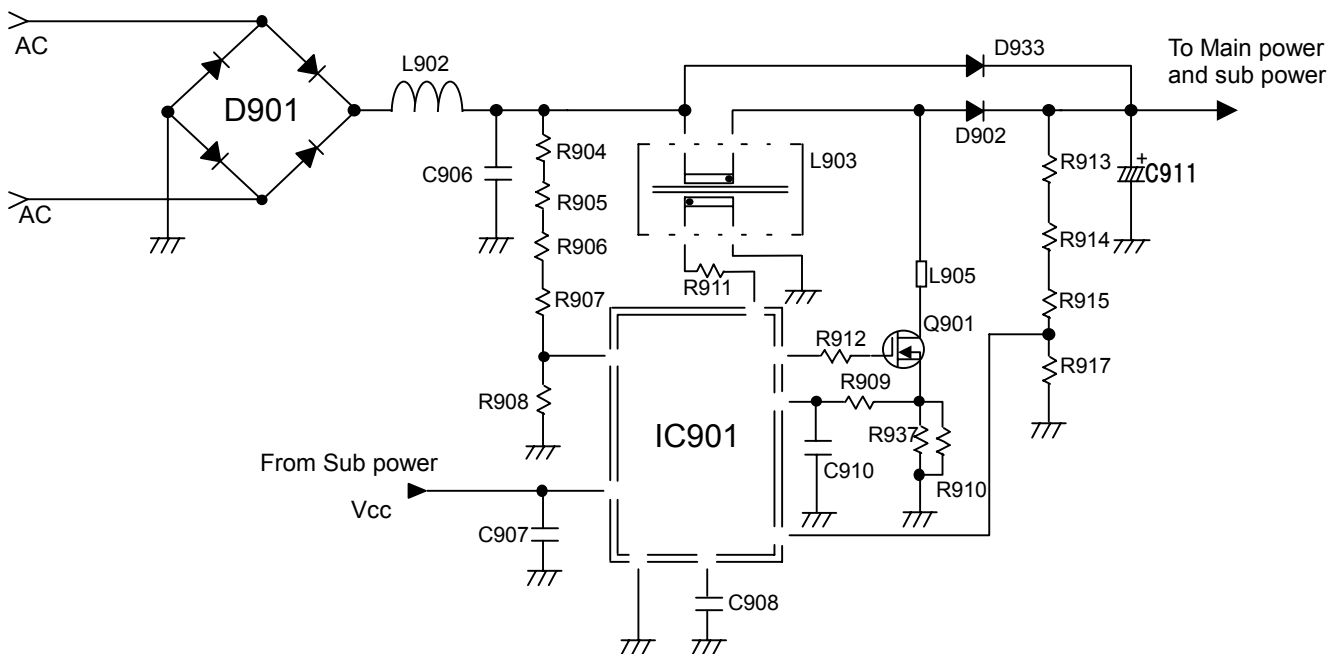 AC
L902
D933
To Main power
and sub power
D901
D902
R904
C906
L903
R913
C911
R905
AC
R906
R914
R911
L905
R907
R915
Q901
R912
R917
R909
R908
IC901
R937
C910
R910
From Sub power
Vcc
C907
C908